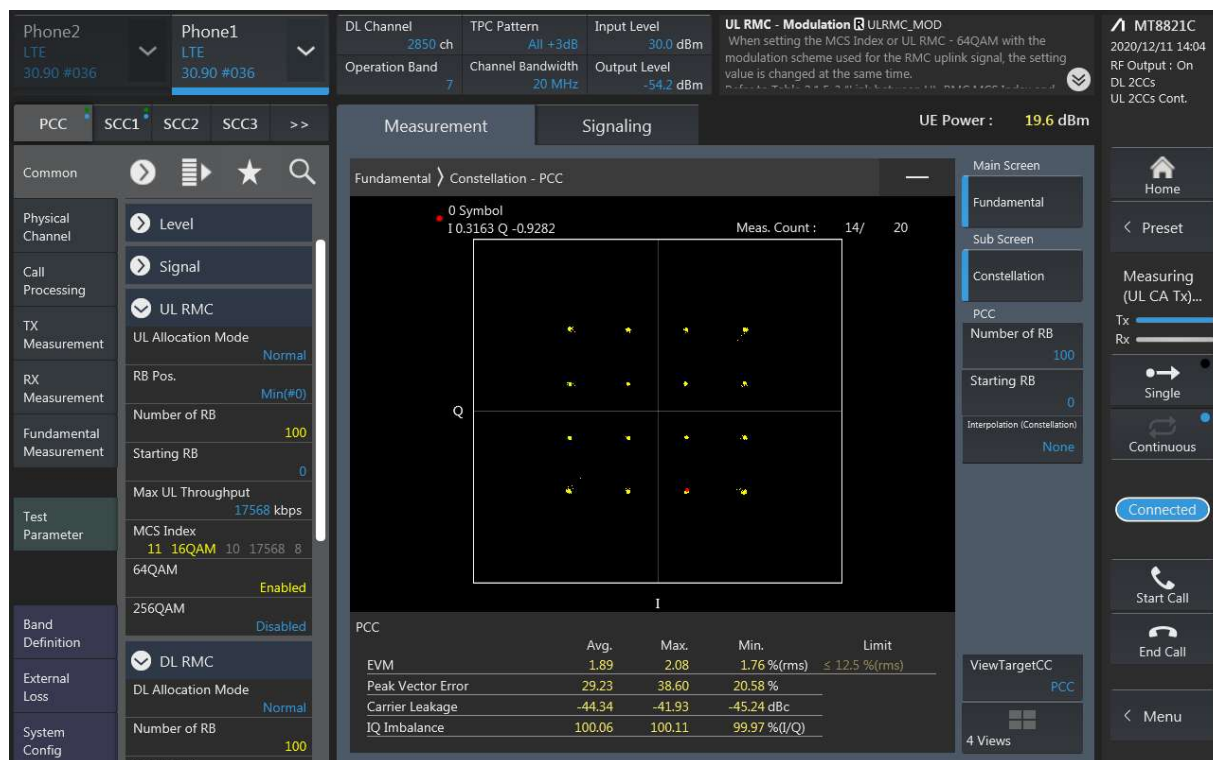 Phone2
LTE
30.90 #036
Phone1
LTE
30.90 #036
DL Channel
2850 ch
Operation Band
7
TPC Pattern
All +3dB
Channel Bandwidth
20 MHz
Input Level
30.0 dBm
Output Level
-54.2 dBm
UL RMC - Modulation R ULRMC_MOD
When setting the MCS Index or UL RMC - 64QAM with the
modulation scheme used for the RMC uplink signal, the setting
value is changed at the same time.
MT8821C
2020/12/11 14:04
RF Output : On
DL 2CCs
UL 2CCs Cont.
PCC SCC1 SCC2 SCC3 >>
Measurement
Signaling
UE Power : 19.6 dBm
Common
Physical
Channel
Call
Processing
TX
Measurement
RX
Measurement
Fundamental
Measurement
Test
Parameter
Band
Definition
External
Loss
System
Config
Level
Signal
UL RMC
UL Allocation Mode
Normal
RB Pos.
Min(#0)
Number of RB
100
Starting RB
0
Max UL Throughput
17568 kbps
MCS Index
11 16QAM 10 17568 8
64QAM
Enabled
256QAM
Disabled
DL RMC
DL Allocation Mode
Normal
Number of RB
100
Fundamental 〉 Constellation - PCC
0 Symbol
I 0.3163 Q -0.9282
Meas. Count : 14/ 20
Q
I
PCC
Avg. Max. Min. Limit
EVM 1.89 2.08 1.76 %(rms) ≤ 12.5 %(rms)
Peak Vector Error 29.23 38.60 20.58 %
Carrier Leakage -44.34 -41.93 -45.24 dBc
IQ Imbalance 100.06 100.11 99.97 %(I/Q)
Main Screen
Fundamental
Sub Screen
Constellation
PCC
Number of RB
100
Starting RB
0
Interpolation (Constellation)
None
ViewTargetCC
PCC
4 Views
Home
< Preset
Measuring
(UL CA Tx)...
Tx
Rx
Single
Continuous
Connected
Start Call
End Call
< Menu